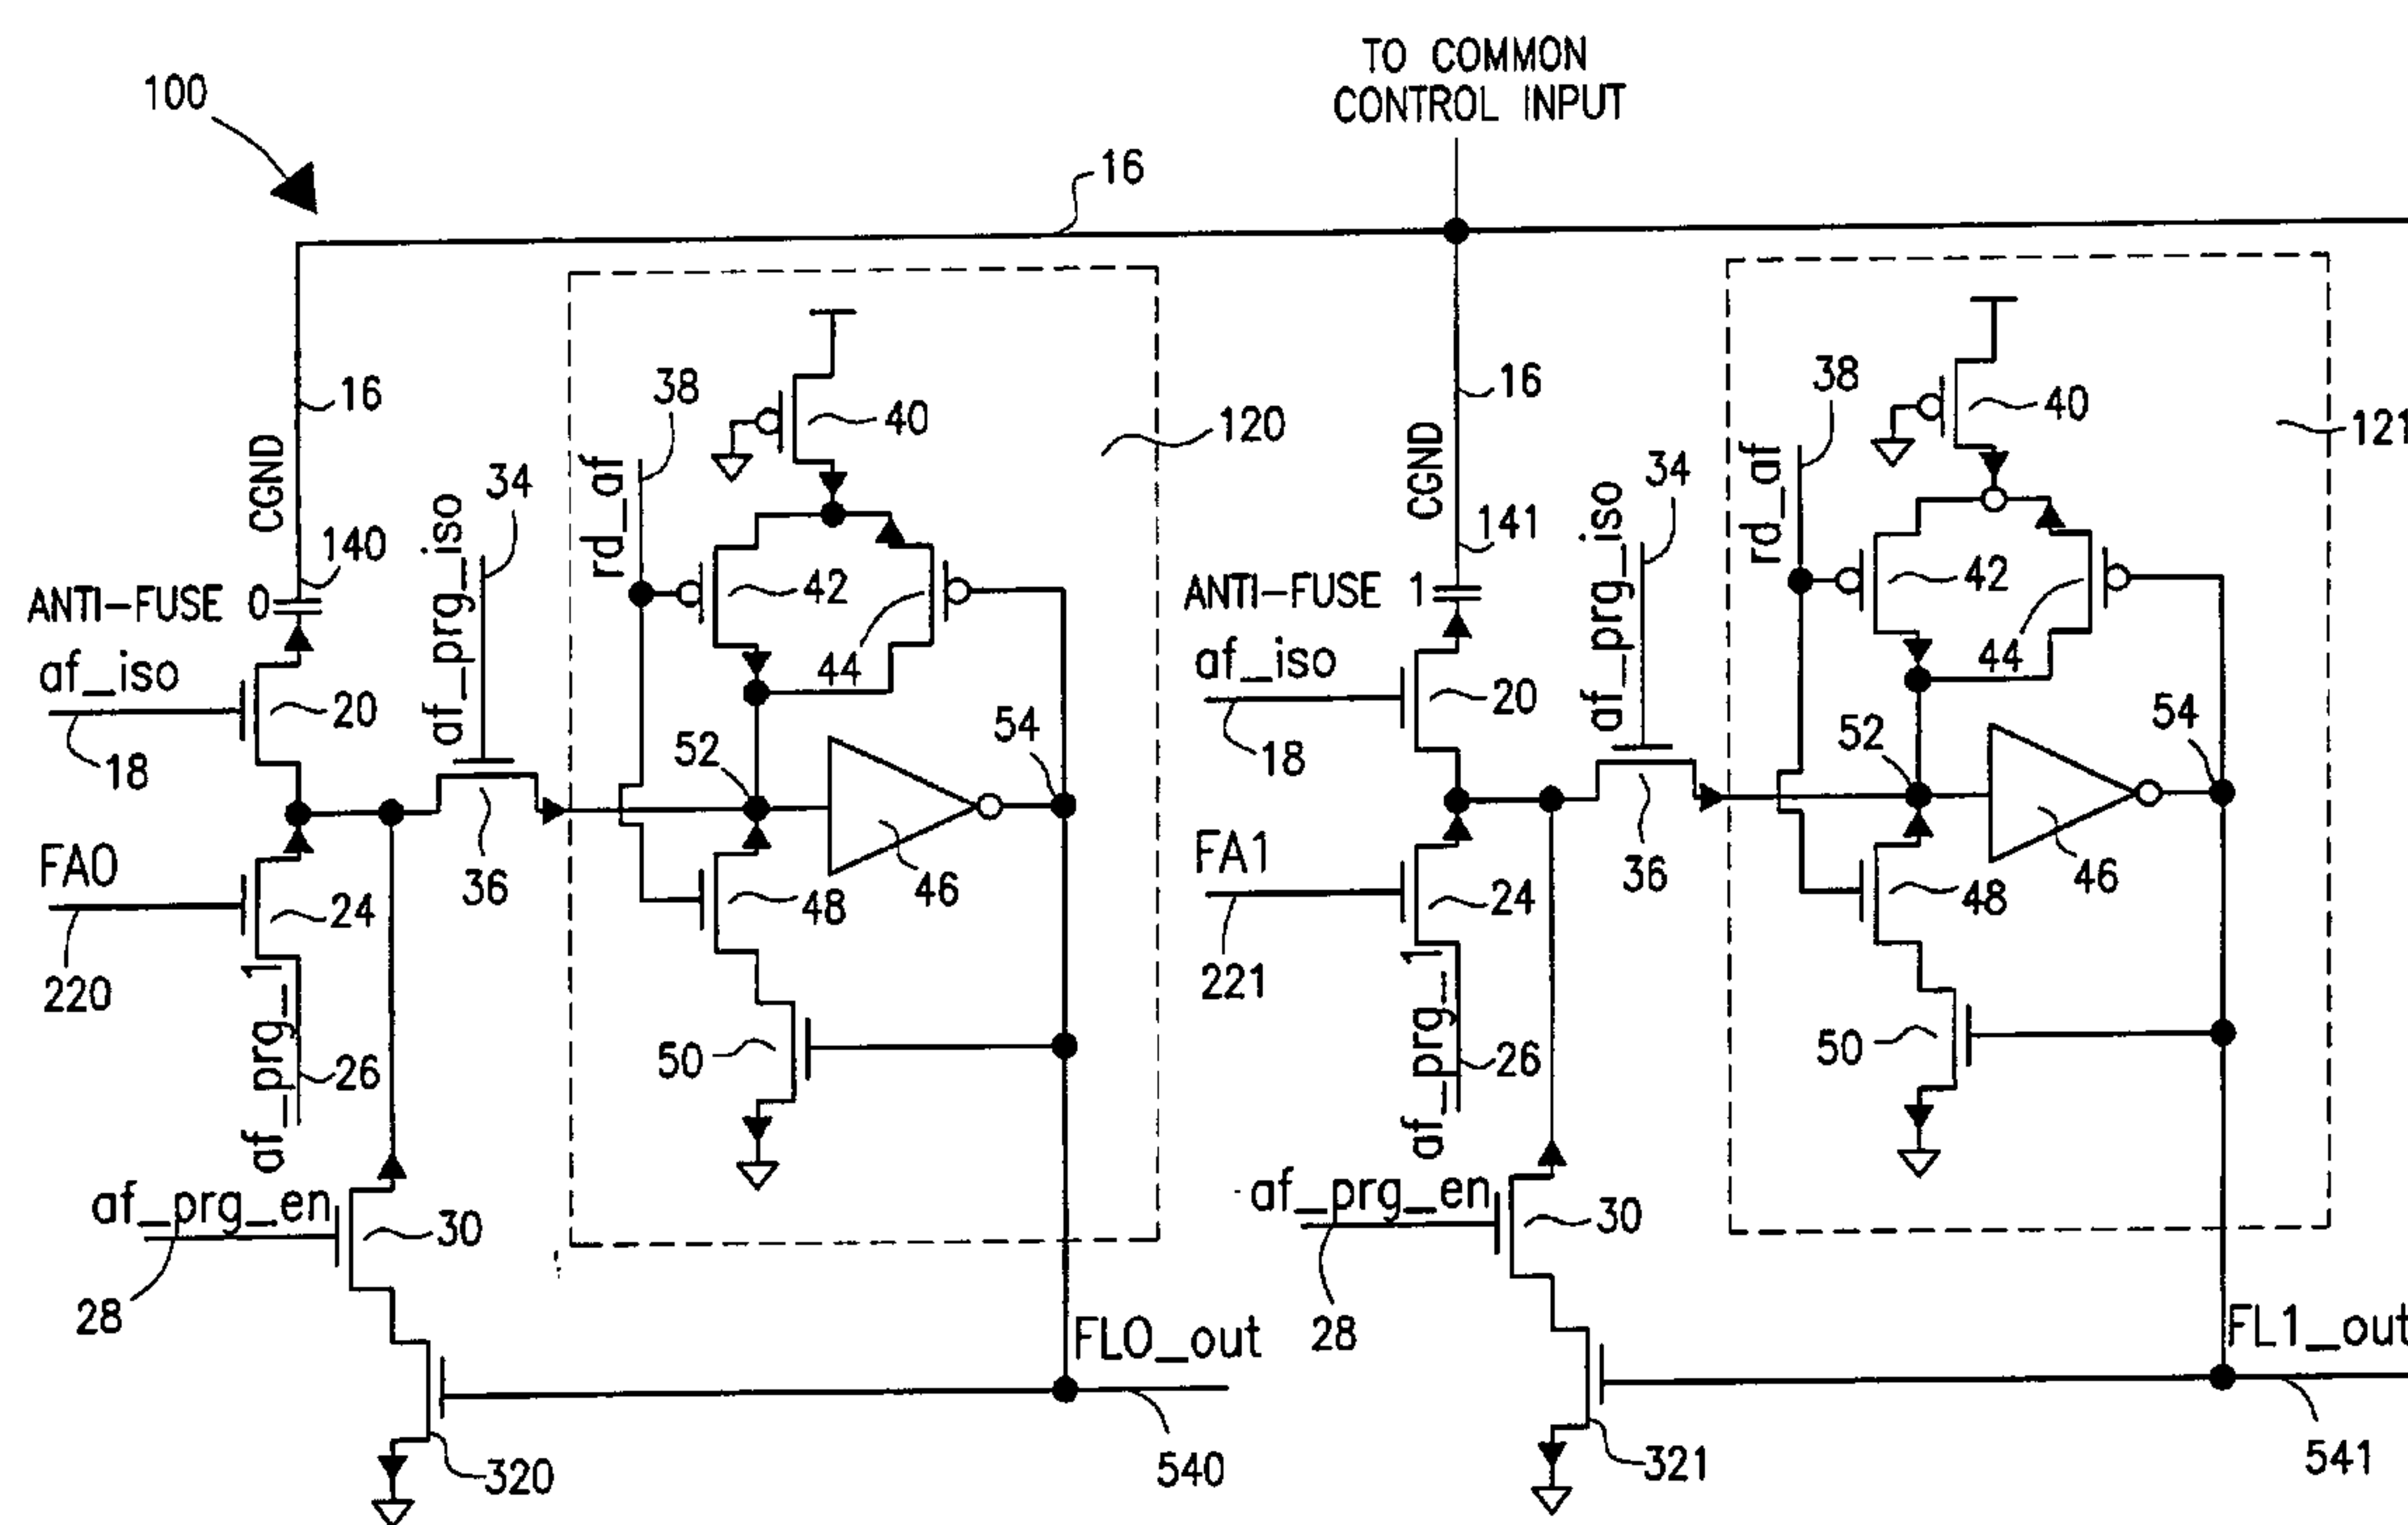 TO COMMON
CONTROL INPUT
100
16
16
CGND
140
ANTI-FUSE 0
af_iso
20
18
34
af_prg_iso
36
FA0
24
220
af_prg_1
26
af_prg_en
30
28
320
38
rd_af
40
120
42
44
52
54
46
48
50
FL0_out
540
16
CGND
141
ANTI-FUSE 1
af_iso
20
18
34
af_prg_iso
36
FA1
24
221
af_prg_1
26
af_prg_en
30
28
321
38
rd_af
40
121
42
44
52
54
46
48
50
FL1_out
541